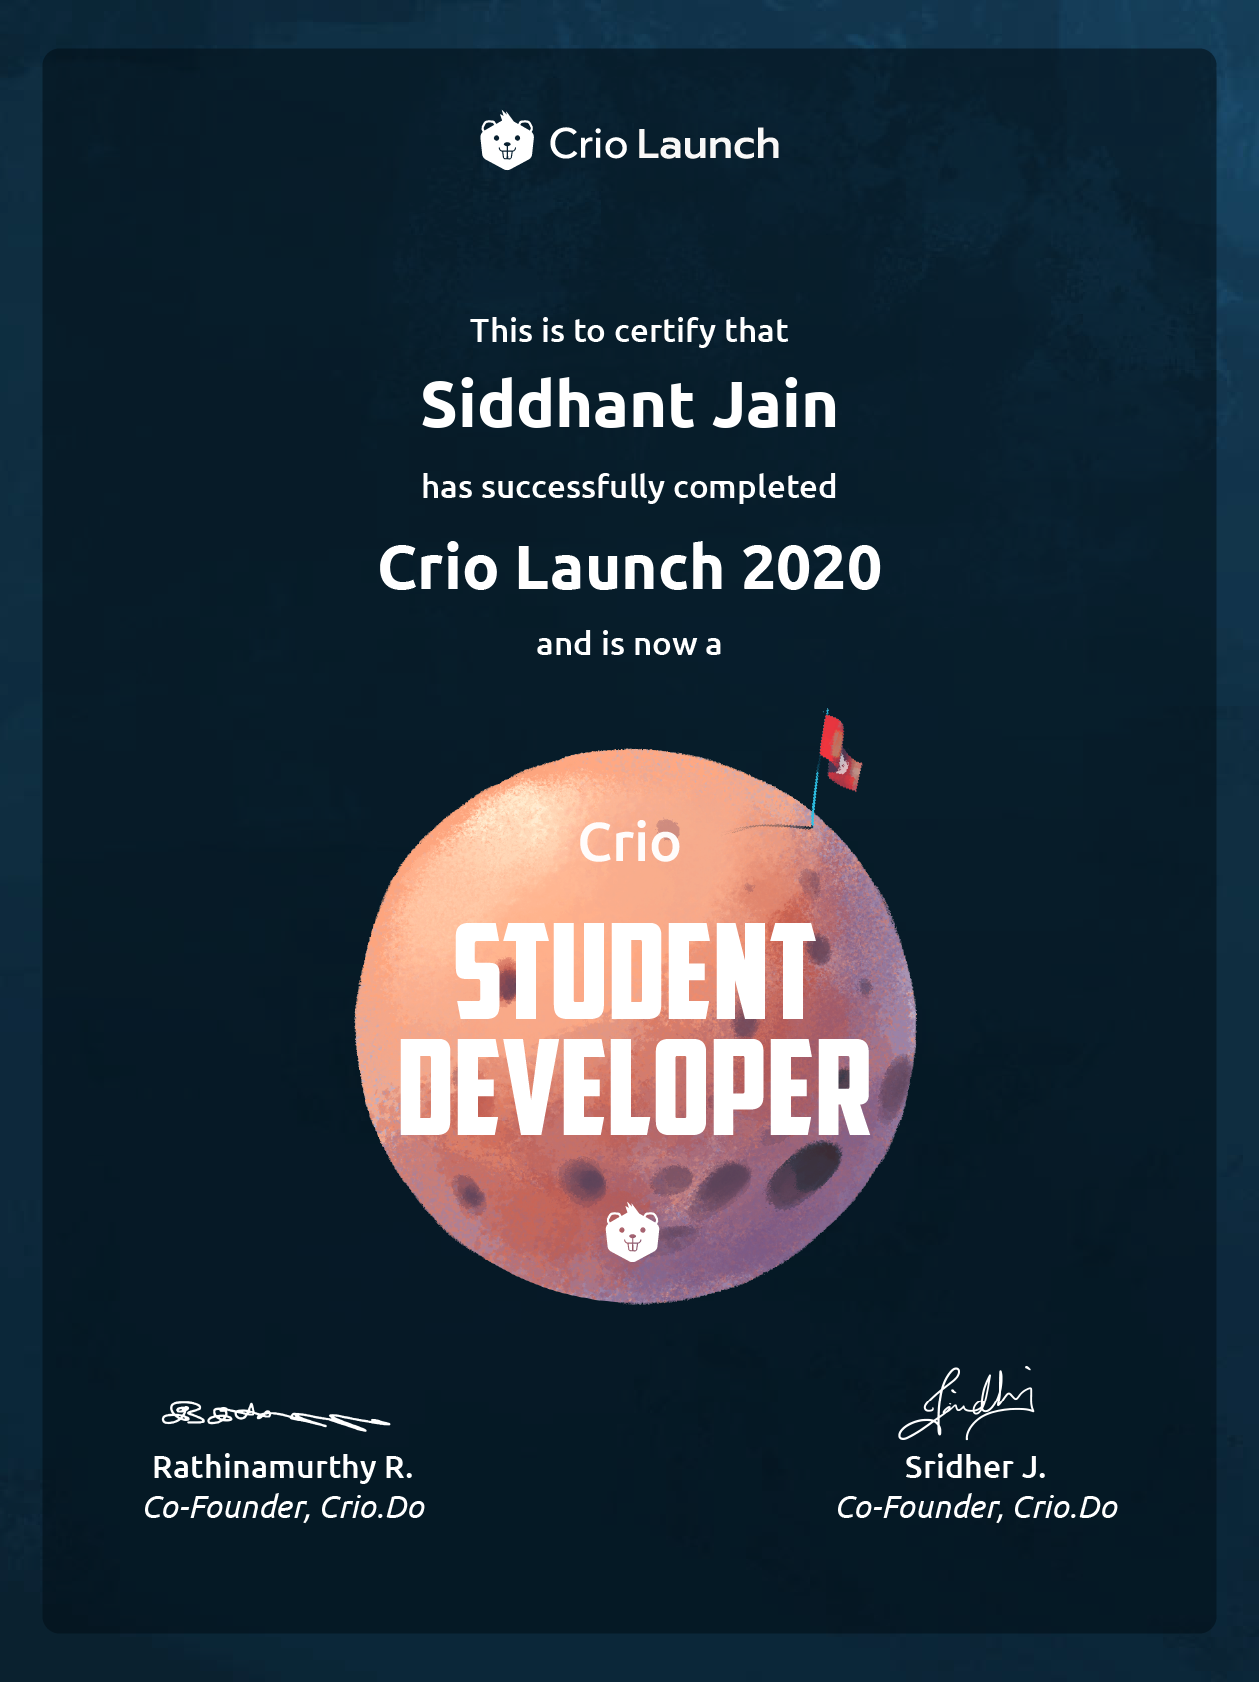 Crio Launch
This is to certify that
Siddhant Jain
has successfully completed
Crio Launch 2020
and is now a
Crio
STUDENT
DEVELOPER
Rathinamurthy R.
Co-Founder, Crio.Do
Sridher J.
Co-Founder, Crio.Do